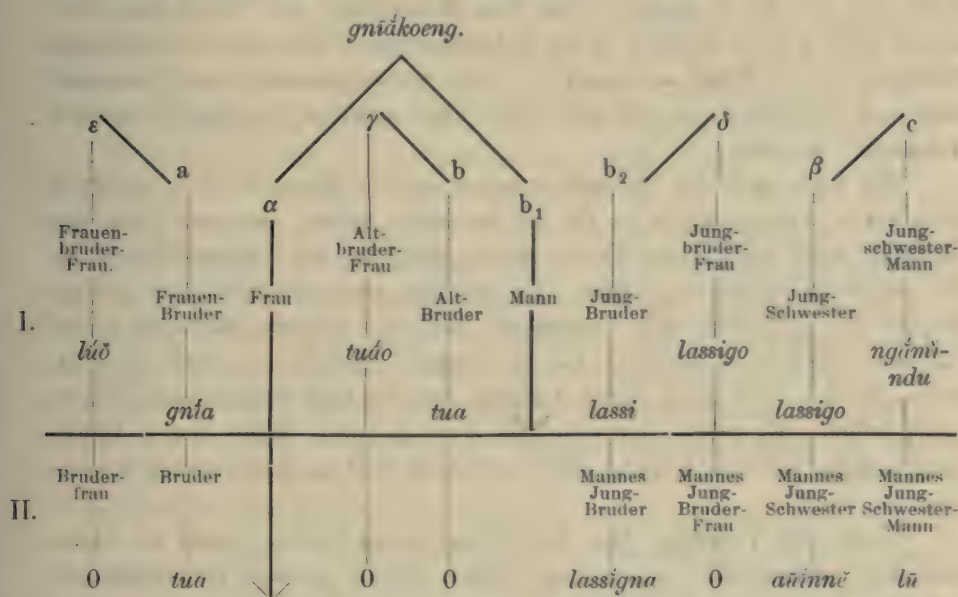 gnīákoeng.
ε γ δ c
a b b₂ β
α b₁
Frauen- Alt- Jung- Jung-
bruder- bruder- bruder- schwester-
Frau. Frau Frau Mann
Frauen- Frau Alt- Mann Jung- Jung-
Bruder Bruder Bruder Schwester
I.
lúŏ tuáo lassigo ngámi-
ndu
gnĭ́a tua lassi lassigo
Bruder- Bruder Mannes Mannes Mannes Mannes
frau Jung- Jung- Jung- Jung-
II. Bruder Bruder- Schwester Schwester-
Frau Mann
0 tua 0 0 lassígna 0 aūinnĕ lū